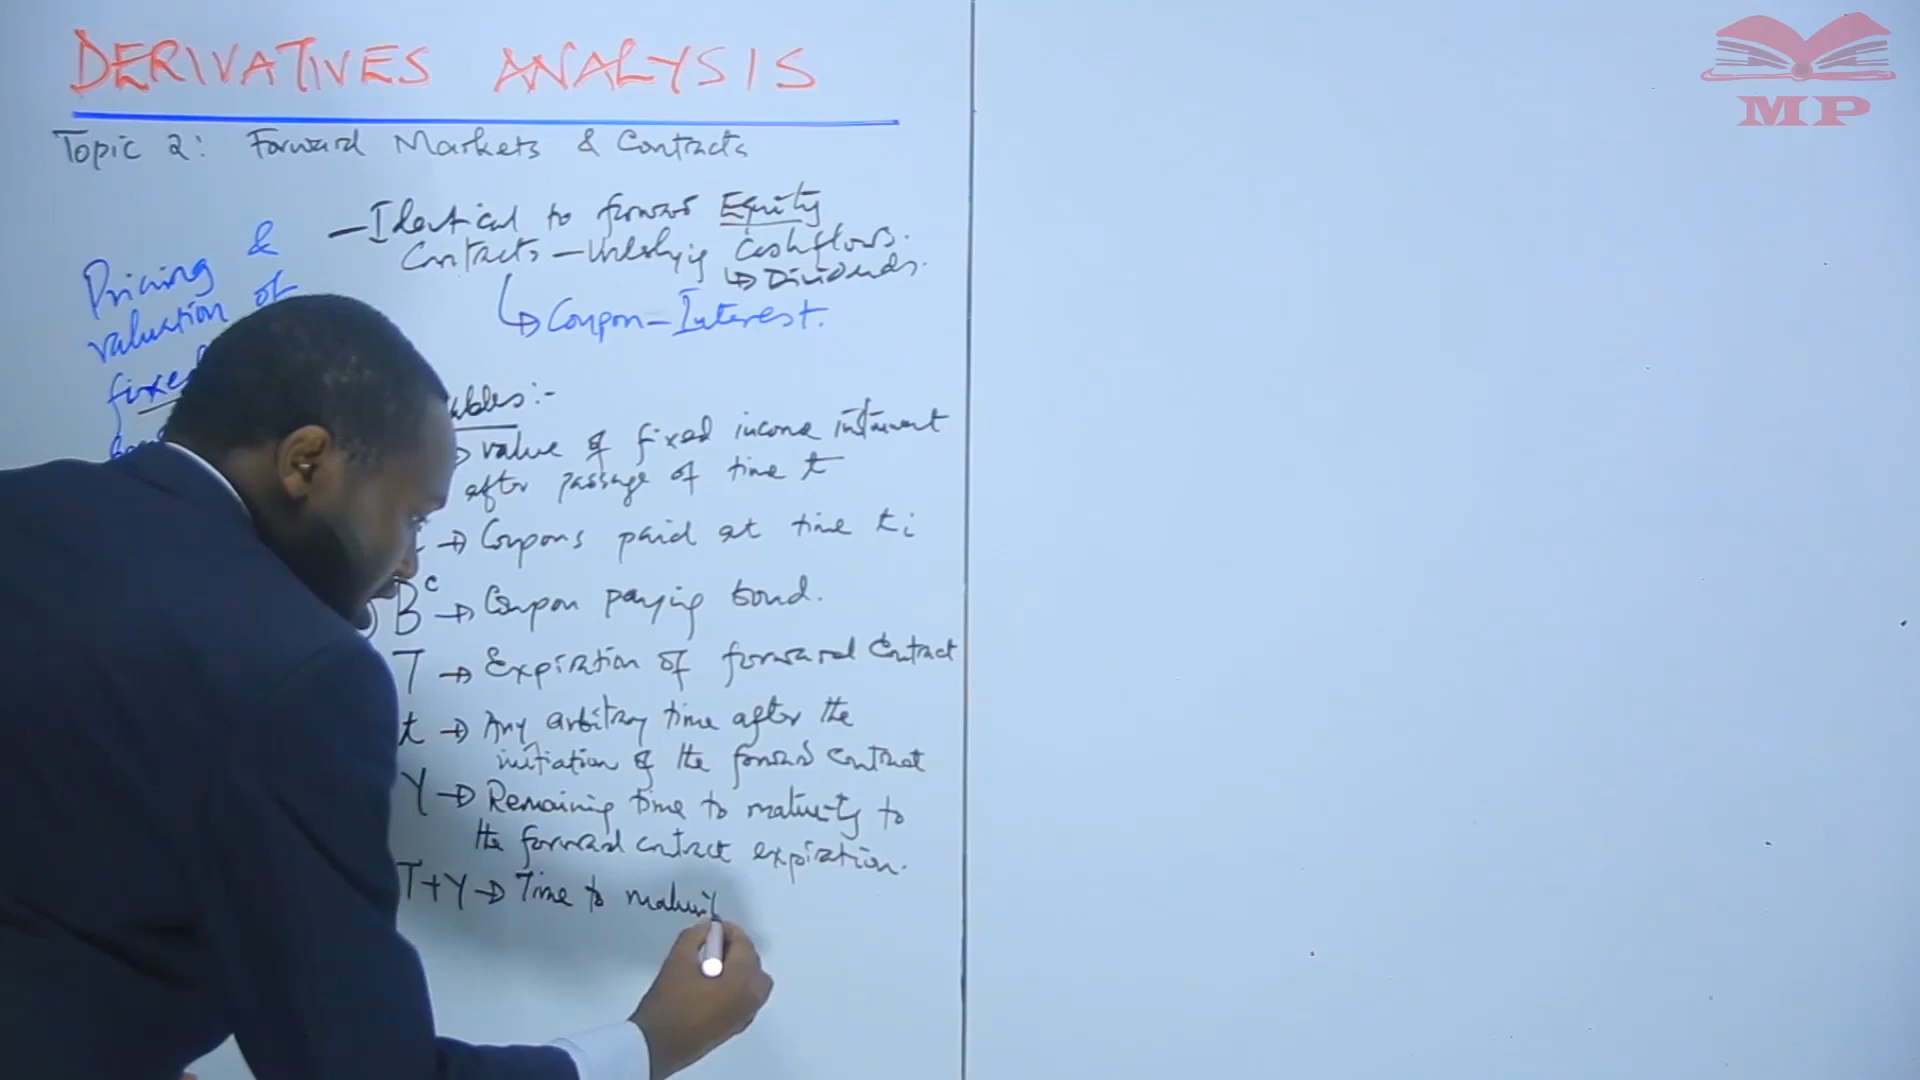 DERIVATIVES ANALYSIS
MP
Topic 2: Forward Markets & Contracts
Pricing &
valuation of
fixed
– Identical to forward Equity
Contracts – Underlying Cashflows.
↳ Dividends.
↳ Coupon – Interest.
ables:-
→ value of fixed income instrument
after passage of time t
→ Coupons paid at time ti
B^c → Coupon paying bond.
T → Expiration of forward Contract
t → Any arbitrary time after the
initiation of the forward contract
Y → Remaining time to maturity to
the forward contract expiration.
T+Y → Time to maturity